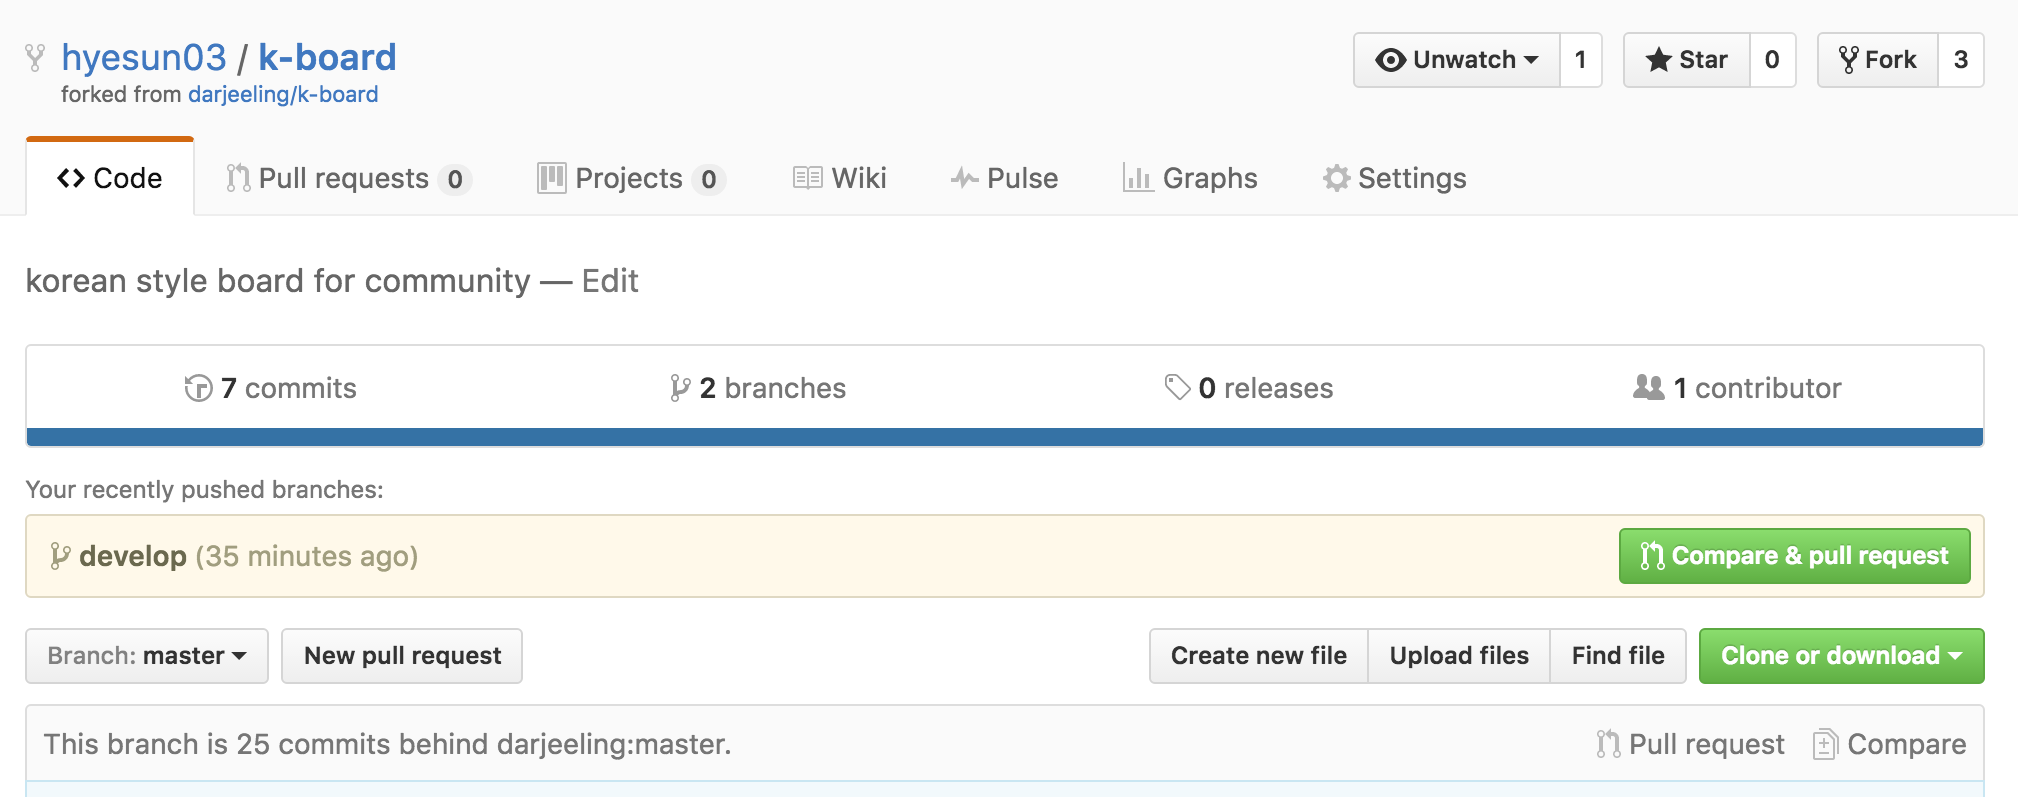 hyesun03 / k-board
forked from darjeeling/k-board
Unwatch 1 Star 0 Fork 3
Code Pull requests 0 Projects 0 Wiki Pulse Graphs Settings
korean style board for community — Edit
7 commits 2 branches 0 releases 1 contributor
Your recently pushed branches:
develop (35 minutes ago) Compare & pull request
Branch: master New pull request Create new file Upload files Find file Clone or download
This branch is 25 commits behind darjeeling:master. Pull request Compare